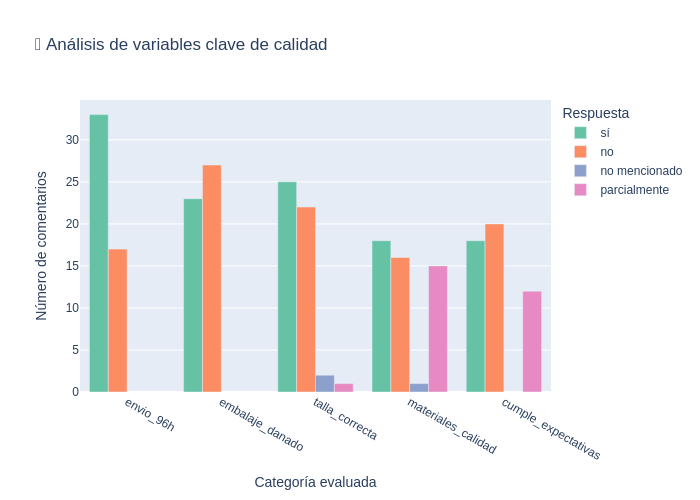 Análisis de variables clave de calidad
Respuesta
sí
no
no mencionado
parcialmente
Número de comentarios
30
25
20
15
10
5
0
envio_96h
embalaje_danado
talla_correcta
materiales_calidad
cumple_expectativas
Categoría evaluada